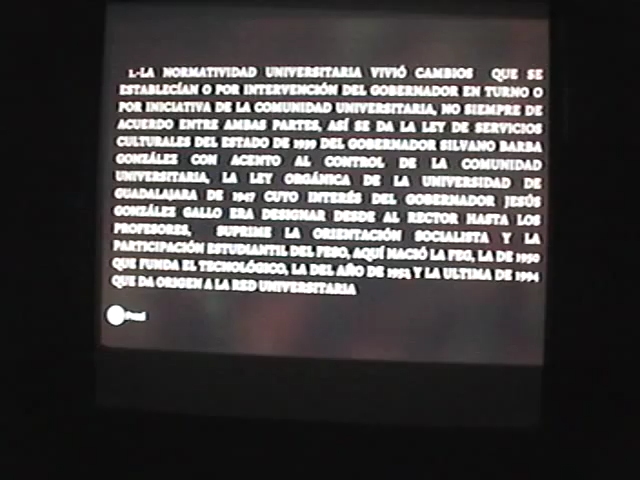 1.-LA NORMATIVIDAD UNIVERSITARIA VIVIÓ CAMBIOS QUE SE
ESTABLECÍAN O POR INTERVENCIÓN DEL GOBERNADOR EN TURNO O
POR INICIATIVA DE LA COMUNIDAD UNIVERSITARIA, NO SIEMPRE DE
ACUERDO ENTRE AMBAS PARTES, ASÍ SE DA LA LEY DE SERVICIOS
CULTURALES DEL ESTADO DE 1939 DEL GOBERNADOR SILVANO BARBA
GONZÁLEZ CON ACENTO AL CONTROL DE LA COMUNIDAD
UNIVERSITARIA, LA LEY ORGÁNICA DE LA UNIVERSIDAD DE
GUADALAJARA DE 1947 CUTO INTERÉS DEL GOBERNADOR JESÚS
GONZÁLEZ GALLO ERA DESIGNAR DESDE AL RECTOR HASTA LOS
PROFESORES, SUPRIME LA ORIENTACIÓN SOCIALISTA Y LA
PARTICIPACIÓN ESTUDIANTIL DEL FESO, AQUÍ NACIÓ LA FEG, LA DE 1950
QUE FUNDA EL TECNOLÓGICO, LA DEL AÑO DE 1952 Y LA ULTIMA DE 1994
QUE DA ORIGEN A LA RED UNIVERSITARIA